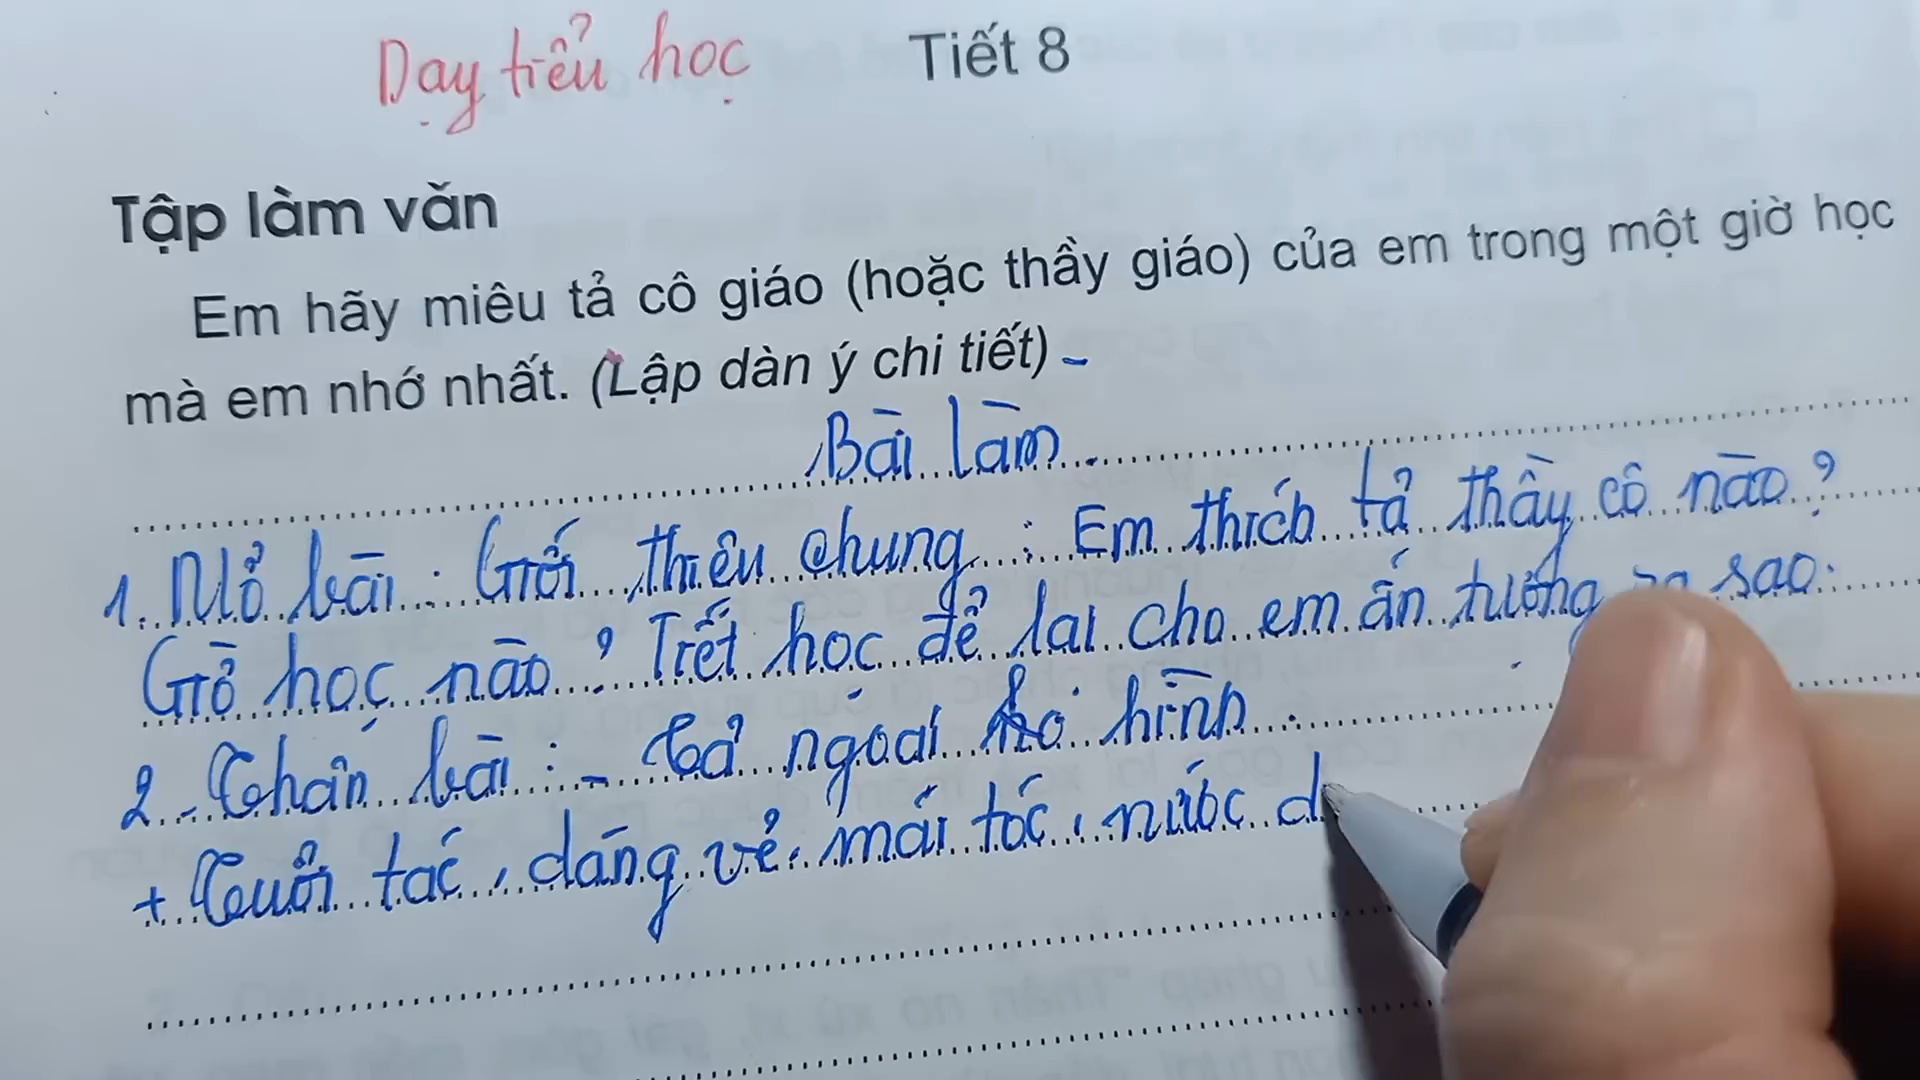 Dạy tiểu học
Tiết 8
Tập làm văn
Em hãy miêu tả cô giáo (hoặc thầy giáo) của em trong một giờ học
mà em nhớ nhất. (Lập dàn ý chi tiết)
Bài làm
1. Mở bài : Giới thiệu chung : Em thích tả thầy cô nào ?
Giờ học nào ? Tiết học để lại cho em ấn tượng ra sao.
2. Thân bài : - Tả ngoại hình
+ Tuổi tác, dáng vẻ, mái tóc, nước d